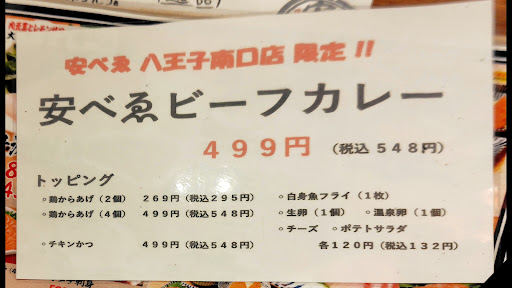 安べゑ 八王子南口店 限定 !!
安べゑビーフカレー
499円 (税込 548円)
トッピング
・鶏からあげ(2個) 269円(税込295円)
・鶏からあげ(4個) 499円(税込548円)
・チキンかつ 499円(税込548円)
・白身魚フライ(1枚)
・生卵(1個) ・温泉卵(1個)
・チーズ ・ポテトサラダ
各120円(税込132円)